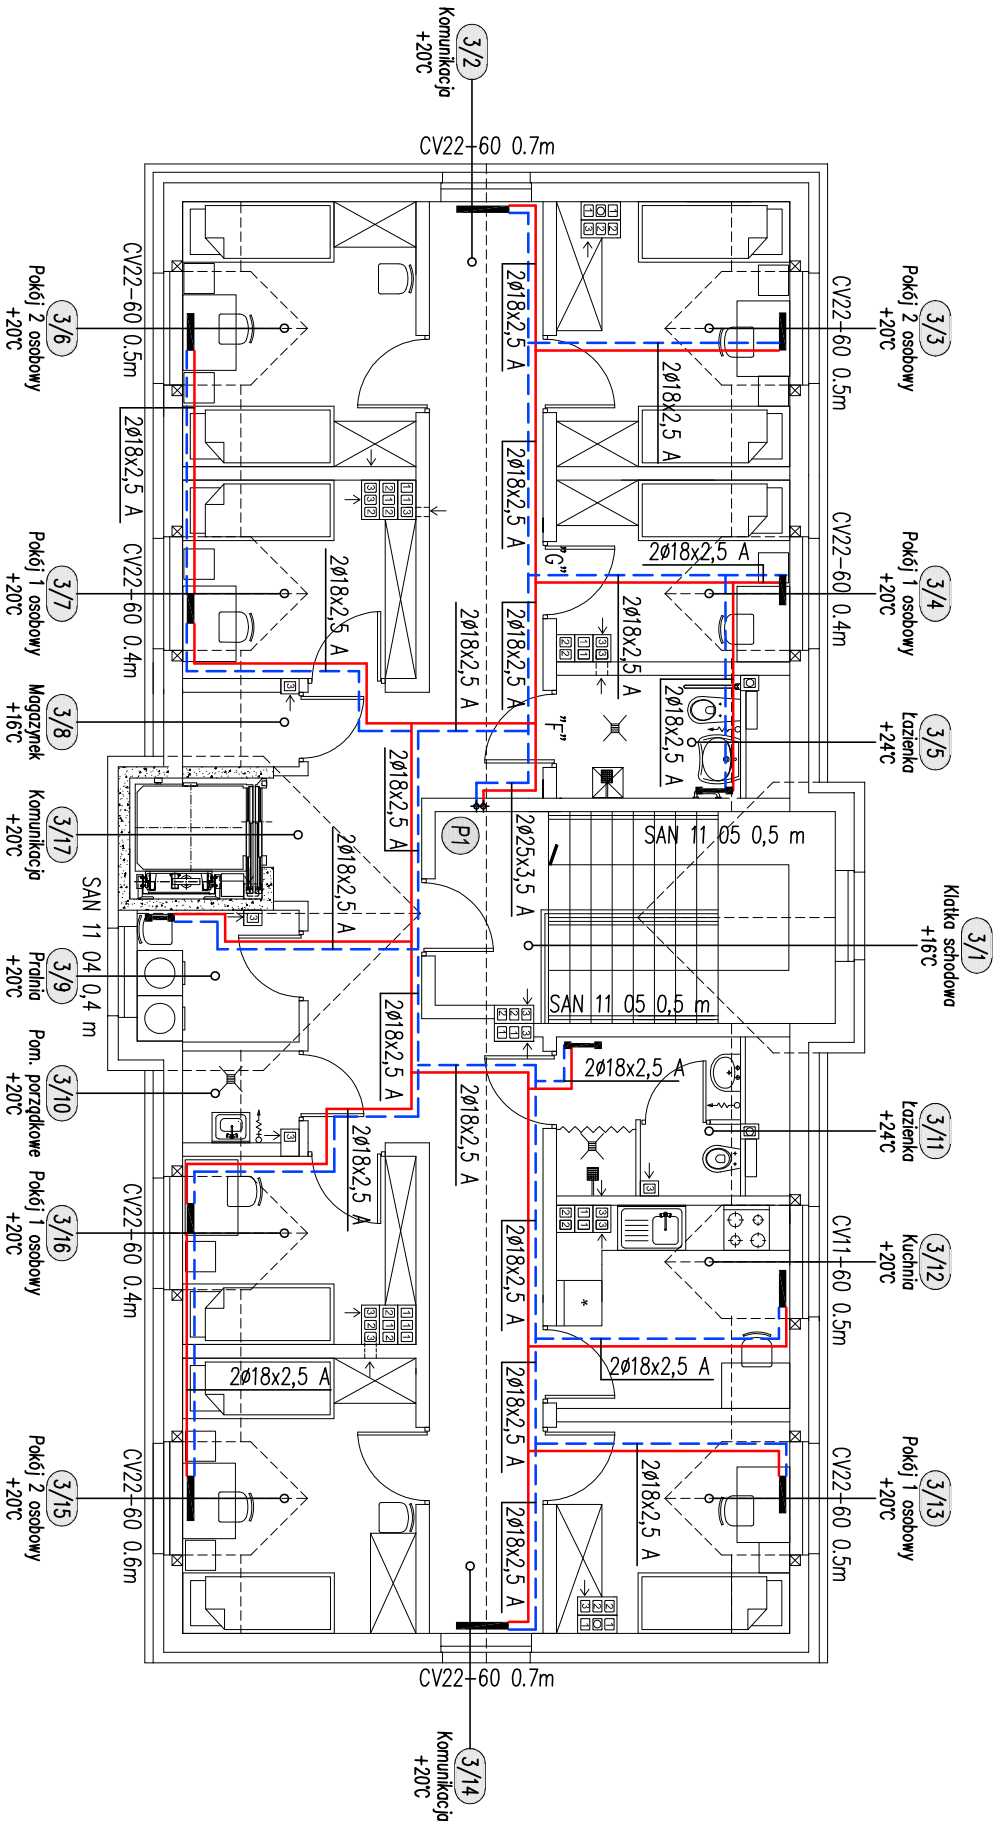 3/2
Komunikacja
+20°C
CV22-60 0.7m
3/3
Pokój 2 osobowy
+20°C
CV22-60 0.5m
3/4
Pokój 1 osobowy
+20°C
CV22-60 0.4m
3/5
Łazienka
+24°C
SAN 11 05 0,5 m
3/1
Klatka schodowa
+16°C
SAN 11 05 0,5 m
3/11
Łazienka
+24°C
3/12
Kuchnia
+20°C
CV11-60 0.5m
3/13
Pokój 1 osobowy
+20°C
CV22-60 0.5m
3/6
Pokój 2 osobowy
+20°C
CV22-60 0.5m
3/7
Pokój 1 osobowy
+20°C
CV22-60 0.4m
3/8
Magazynek
+16°C
3/17
Komunikacja
+20°C
SAN 11 04 0,4 m
3/9
Pralnia
+20°C
3/10
Pom. porządkowe
+20°C
3/16
Pokój 1 osobowy
+20°C
CV22-60 0.4m
3/15
Pokój 2 osobowy
+20°C
CV22-60 0.6m
CV22-60 0.7m
3/14
Komunikacja
+20°C
2ø18x2,5 A
2ø18x2,5 A
2ø18x2,5 A
2ø18x2,5 A
2ø18x2,5 A
2ø18x2,5 A
2ø18x2,5 A
2ø18x2,5 A
2ø18x2,5 A
2ø18x2,5 A
"G"
"F"
P1
2ø25x3,5 A
2ø18x2,5 A
2ø18x2,5 A
2ø18x2,5 A
2ø18x2,5 A
2ø18x2,5 A
2ø18x2,5 A
2ø18x2,5 A
2ø18x2,5 A
2ø18x2,5 A
2ø18x2,5 A
2ø18x2,5 A
2ø18x2,5 A